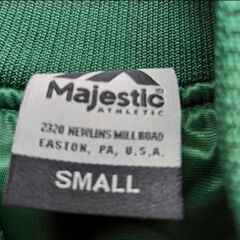 Majestic
ATHLETIC
2320 NEWLINS MILL ROAD
EASTON, PA, U.S.A.
SMALL